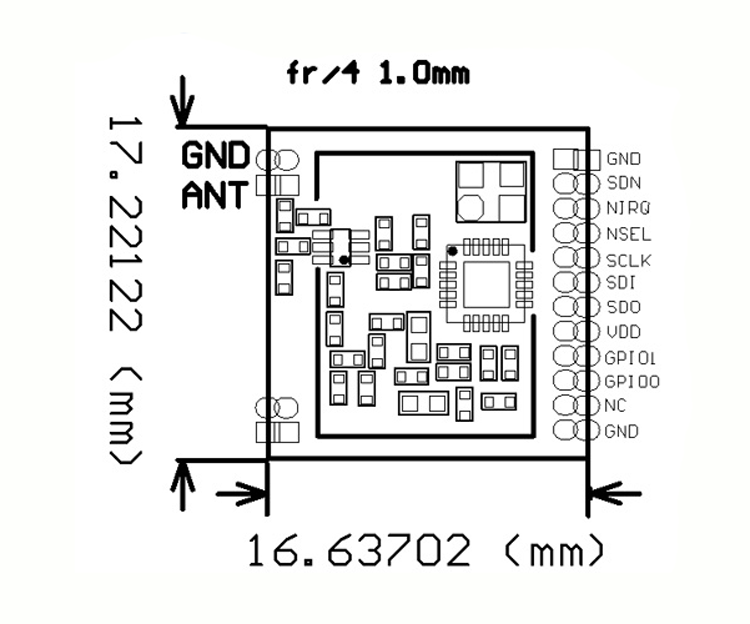 fr/4 1.0mm
GND
ANT
17.22122 (mm)
GND
SDN
NIRQ
NSEL
SCLK
SDI
SDO
VDD
GPIO1
GPIO0
NC
GND
16.63702 (mm)